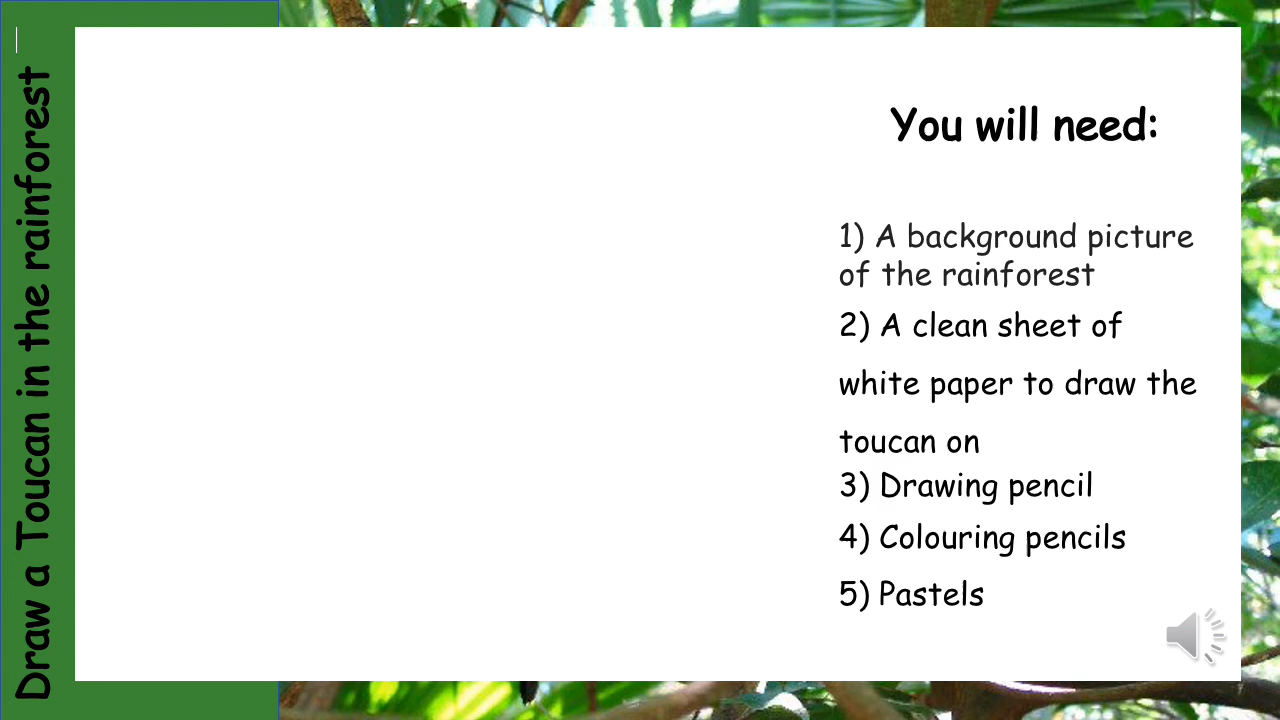 Draw a Toucan in the rainforest
You will need:
1) A background picture
of the rainforest
2) A clean sheet of
white paper to draw the
toucan on
3) Drawing pencil
4) Colouring pencils
5) Pastels